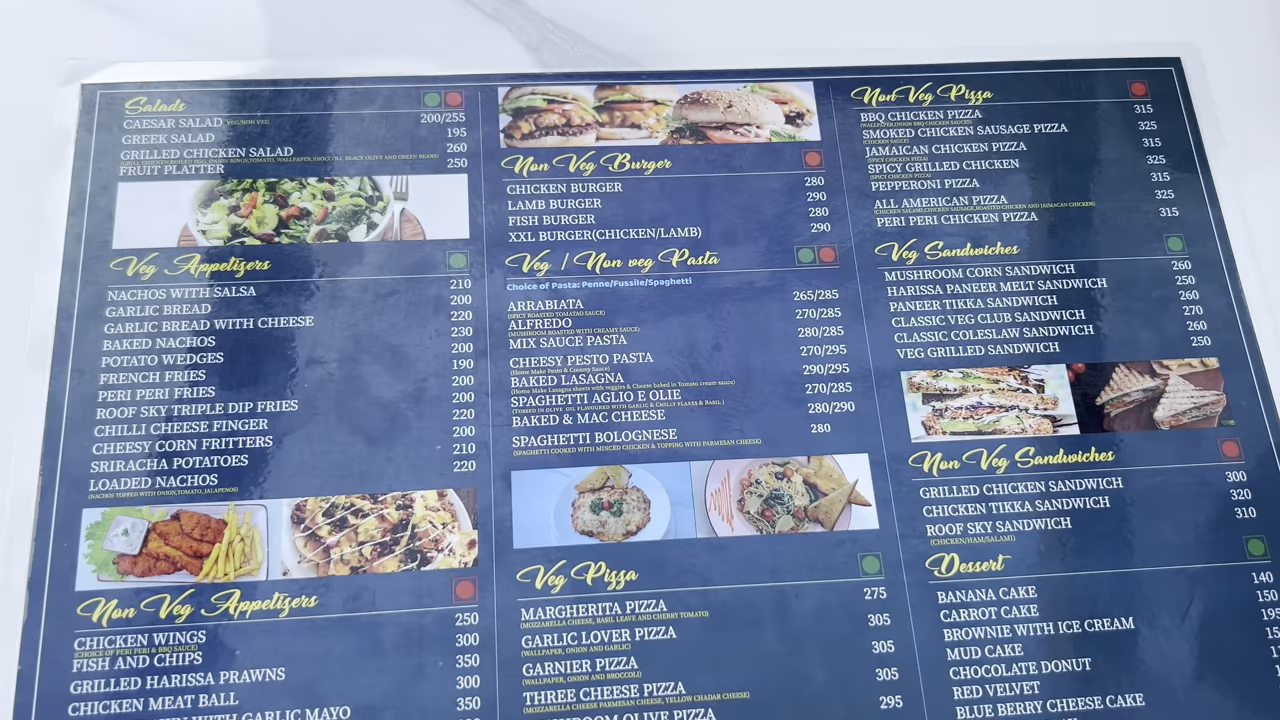 Salads
CAESAR SALAD VEG/NON-VEG 200/255
GREEK SALAD 195
GRILLED CHICKEN SALAD 260
(GRILL CHICKEN,BOILED EGG, ONION RINGS,TOMATO, WALLPAPER,BROCCOLI, BLACK OLIVE AND GREEN BEANS)
FRUIT PLATTER 250
Veg Appetizers
NACHOS WITH SALSA 210
GARLIC BREAD 200
GARLIC BREAD WITH CHEESE 220
BAKED NACHOS 230
POTATO WEDGES 200
FRENCH FRIES 190
PERI PERI FRIES 200
ROOF SKY TRIPLE DIP FRIES 200
CHILLI CHEESE FINGER 220
CHEESY CORN FRITTERS 200
SRIRACHA POTATOES 210
LOADED NACHOS 220
(NACHOS TOPPED WITH ONION,TOMATO, JALAPENOS)
Non Veg Appetizers
CHICKEN WINGS 250
(CHOICE OF PERI PERI & BBQ SAUCE)
FISH AND CHIPS 300
GRILLED HARISSA PRAWNS 350
CHICKEN MEAT BALL 300
WITH GARLIC MAYO 350
Non Veg Burger
CHICKEN BURGER 280
LAMB BURGER 290
FISH BURGER 280
XXL BURGER(CHICKEN/LAMB) 290
Veg / Non veg Pasta
Choice of Pasta: Penne/Fussile/Spaghetti
ARRABIATA 265/285
(SPICY ROASTED TOMATAO SAUCE)
ALFREDO 270/285
(MUSHROOM ROASTED WITH CREAMY SAUCE)
MIX SAUCE PASTA 280/285
CHEESY PESTO PASTA 270/295
(Home Make Pesto & Creamy Sauce)
BAKED LASAGNA 290/295
(Home Make Lasagna sheets with veggies & Cheese baked in Tomato cream sauce)
SPAGHETTI AGLIO E OLIE 270/285
(TOSSED IN OLIVE OIL FLAVOURED WITH GARLIC & CHILLY FLAKES & BASIL )
BAKED & MAC CHEESE 280/290
SPAGHETTI BOLOGNESE 280
(SPAGHETTI COOKED WITH MINCED CHICKEN & TOPPING WITH PARMESAN CHEESE)
Veg Pizza
MARGHERITA PIZZA 275
(MOZZARELLA CHEESE, BASIL LEAVE AND CHERRY TOMATO)
GARLIC LOVER PIZZA 305
(WALLPAPER, ONION AND GARLIC)
GARNIER PIZZA 305
(WALLPAPER, ONION AND BROCCOLI)
THREE CHEESE PIZZA 305
(MOZZARELLA CHEESE PARMESAN CHEESE, YELLOW CHADAR CHEESE)
OLIVE PIZZA 295
Non Veg Pizza
BBQ CHICKEN PIZZA 315
(WALLPAPER,ONION BBQ CHICKEN SAUCES)
SMOKED CHICKEN SAUSAGE PIZZA 325
(CHICKEN SAUCE)
JAMAICAN CHICKEN PIZZA 315
(SPICY CHICKEN PIZZA)
SPICY GRILLED CHICKEN 325
(SPICY CHICKEN PIZZA)
PEPPERONI PIZZA 315
ALL AMERICAN PIZZA 325
(CHICKEN SALAMI,CHICKEN SAUSAGE,ROASTED CHICKEN AND JAIMACAN CHICKEN)
PERI PERI CHICKEN PIZZA 315
Veg Sandwiches
MUSHROOM CORN SANDWICH 260
HARISSA PANEER MELT SANDWICH 250
PANEER TIKKA SANDWICH 260
CLASSIC VEG CLUB SANDWICH 270
CLASSIC COLESLAW SANDWICH 260
VEG GRILLED SANDWICH 250
Non Veg Sandwiches
GRILLED CHICKEN SANDWICH 300
CHICKEN TIKKA SANDWICH 320
ROOF SKY SANDWICH 310
(CHICKEN/HAM/SALAMI)
Dessert
BANANA CAKE 140
CARROT CAKE 150
BROWNIE WITH ICE CREAM 195
MUD CAKE
CHOCOLATE DONUT
RED VELVET
BLUE BERRY CHEESE CAKE